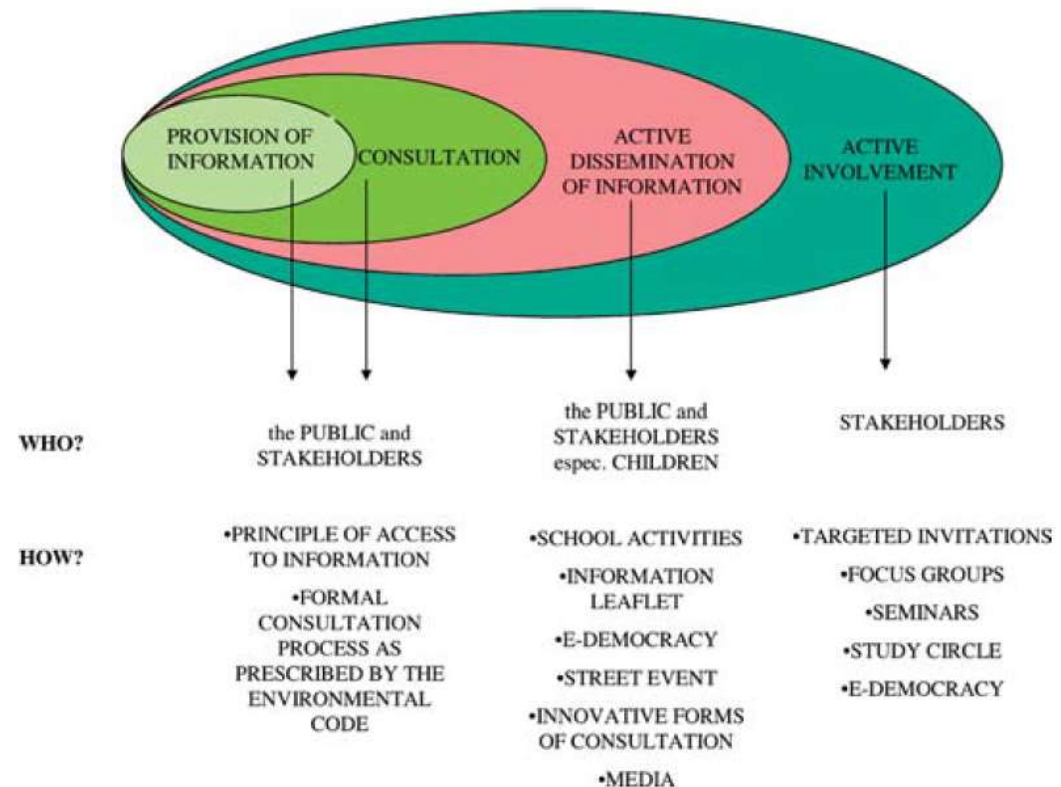 PROVISION OF
INFORMATION
CONSULTATION
ACTIVE
DISSEMINATION
OF INFORMATION
ACTIVE
INVOLVEMENT
WHO?
the PUBLIC and
STAKEHOLDERS
the PUBLIC and
STAKEHOLDERS
espec. CHILDREN
STAKEHOLDERS
HOW?
•PRINCIPLE OF ACCESS
TO INFORMATION
•FORMAL
CONSULTATION
PROCESS AS
PRESCRIBED BY THE
ENVIRONMENTAL
CODE
•SCHOOL ACTIVITIES
•INFORMATION
LEAFLET
•E-DEMOCRACY
•STREET EVENT
•INNOVATIVE FORMS
OF CONSULTATION
•MEDIA
•TARGETED INVITATIONS
•FOCUS GROUPS
•SEMINARS
•STUDY CIRCLE
•E-DEMOCRACY